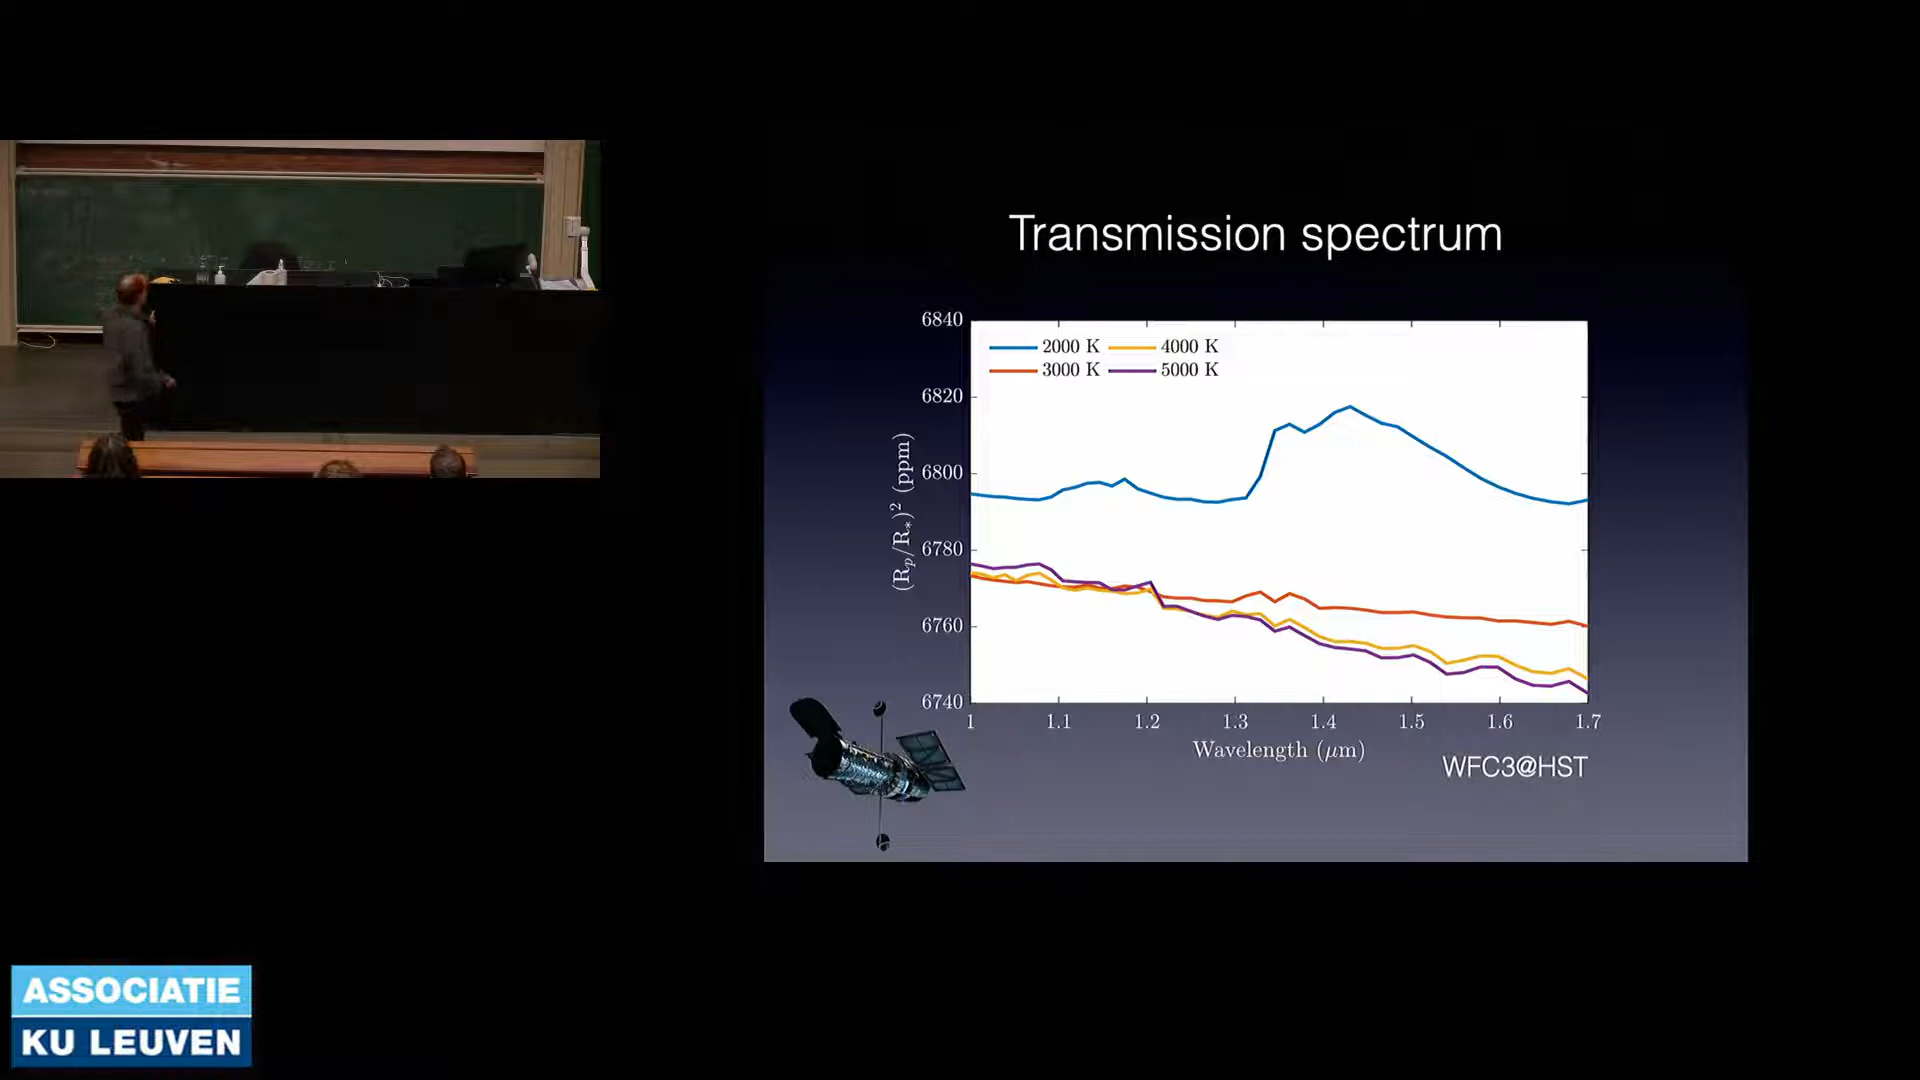 Transmission spectrum
6840
6820
6800
6780
6760
6740
(R_p/R_*)^2 (ppm)
2000 K
4000 K
3000 K
5000 K
1 1.1 1.2 1.3 1.4 1.5 1.6 1.7
Wavelength (μm)
WFC3@HST
ASSOCIATIE
KU LEUVEN